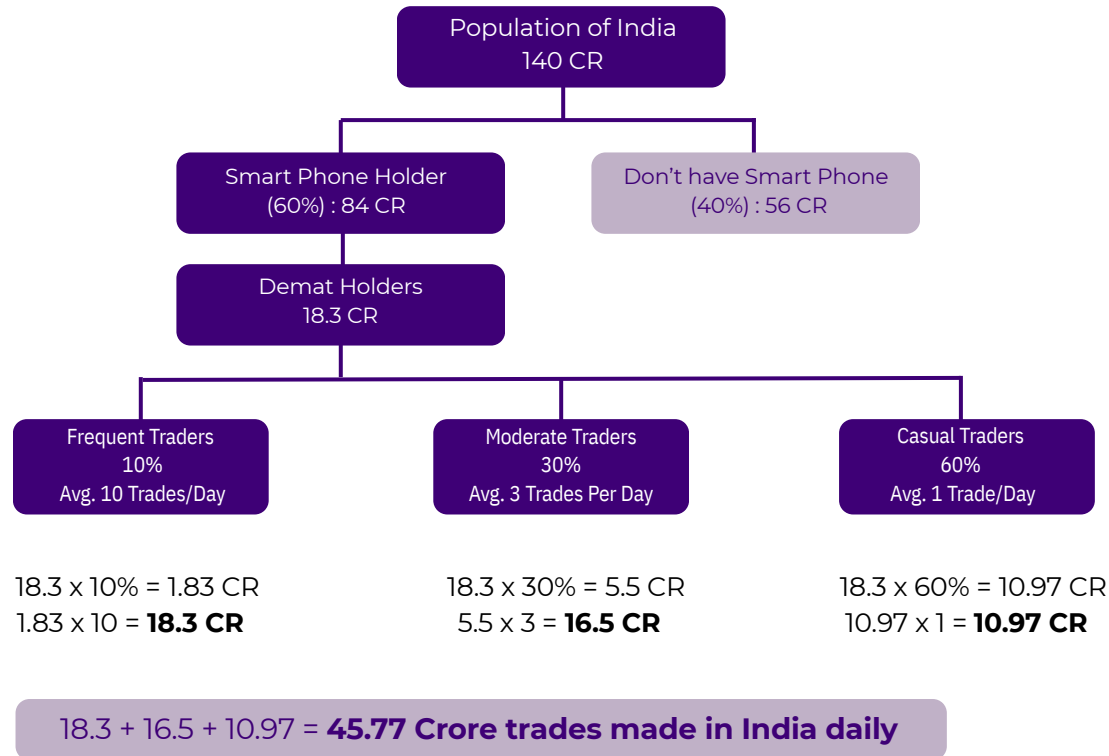 Population of India
140 CR
Smart Phone Holder
(60%) : 84 CR
Don’t have Smart Phone
(40%) : 56 CR
Demat Holders
18.3 CR
Frequent Traders
10%
Avg. 10 Trades/Day
Moderate Traders
30%
Avg. 3 Trades Per Day
Casual Traders
60%
Avg. 1 Trade/Day
18.3 x 10% = 1.83 CR
1.83 x 10 = 18.3 CR
18.3 x 30% = 5.5 CR
5.5 x 3 = 16.5 CR
18.3 x 60% = 10.97 CR
10.97 x 1 = 10.97 CR
18.3 + 16.5 + 10.97 = 45.77 Crore trades made in India daily